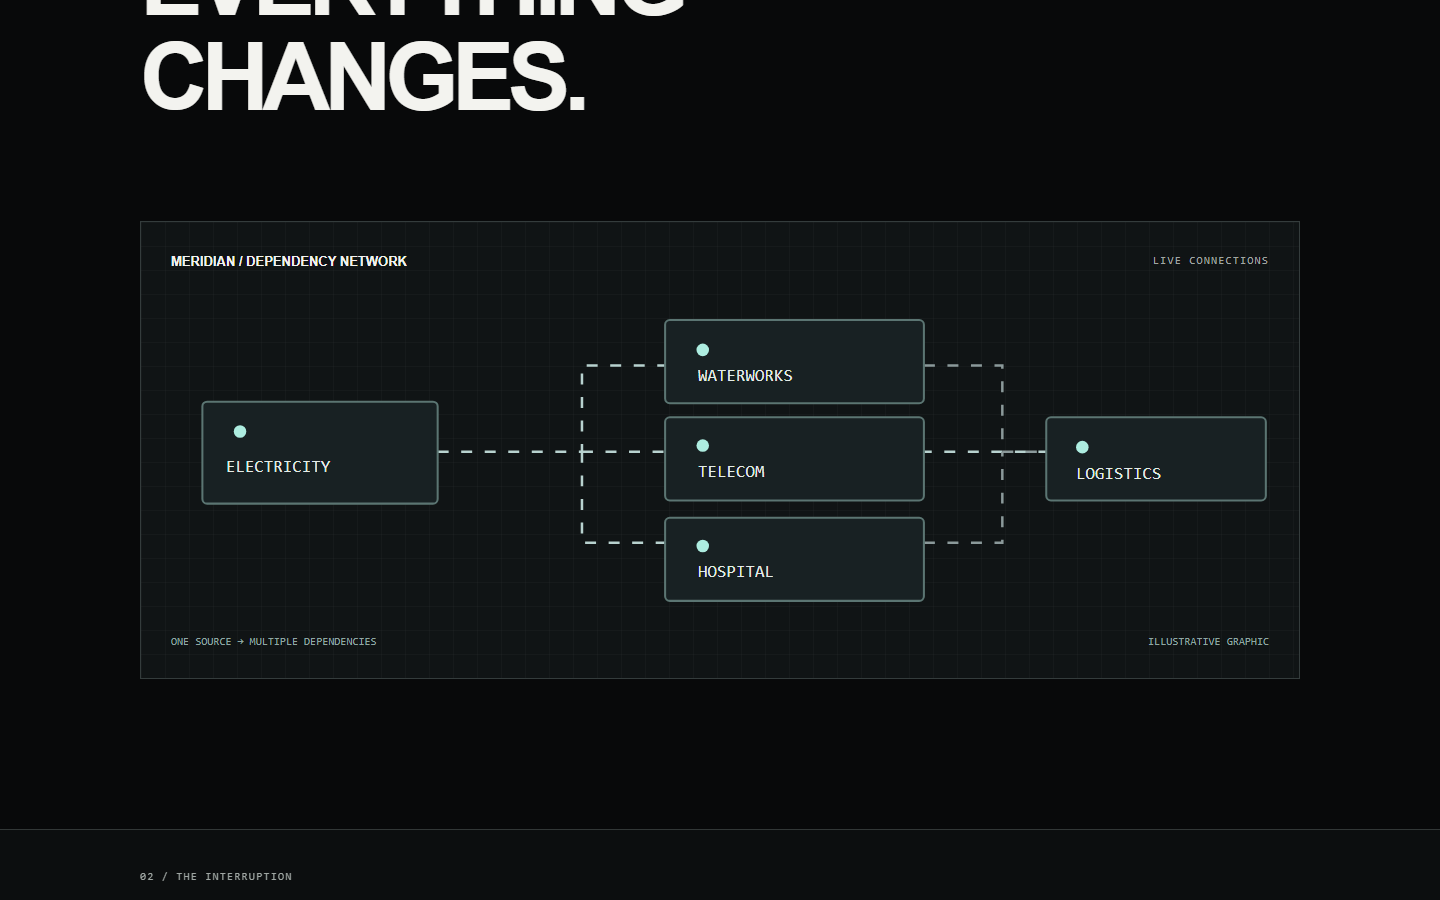 EVERYTHING
CHANGES.
MERIDIAN / DEPENDENCY NETWORK
LIVE CONNECTIONS
WATERWORKS
ELECTRICITY
TELECOM
LOGISTICS
HOSPITAL
ONE SOURCE → MULTIPLE DEPENDENCIES
ILLUSTRATIVE GRAPHIC
02 / THE INTERRUPTION